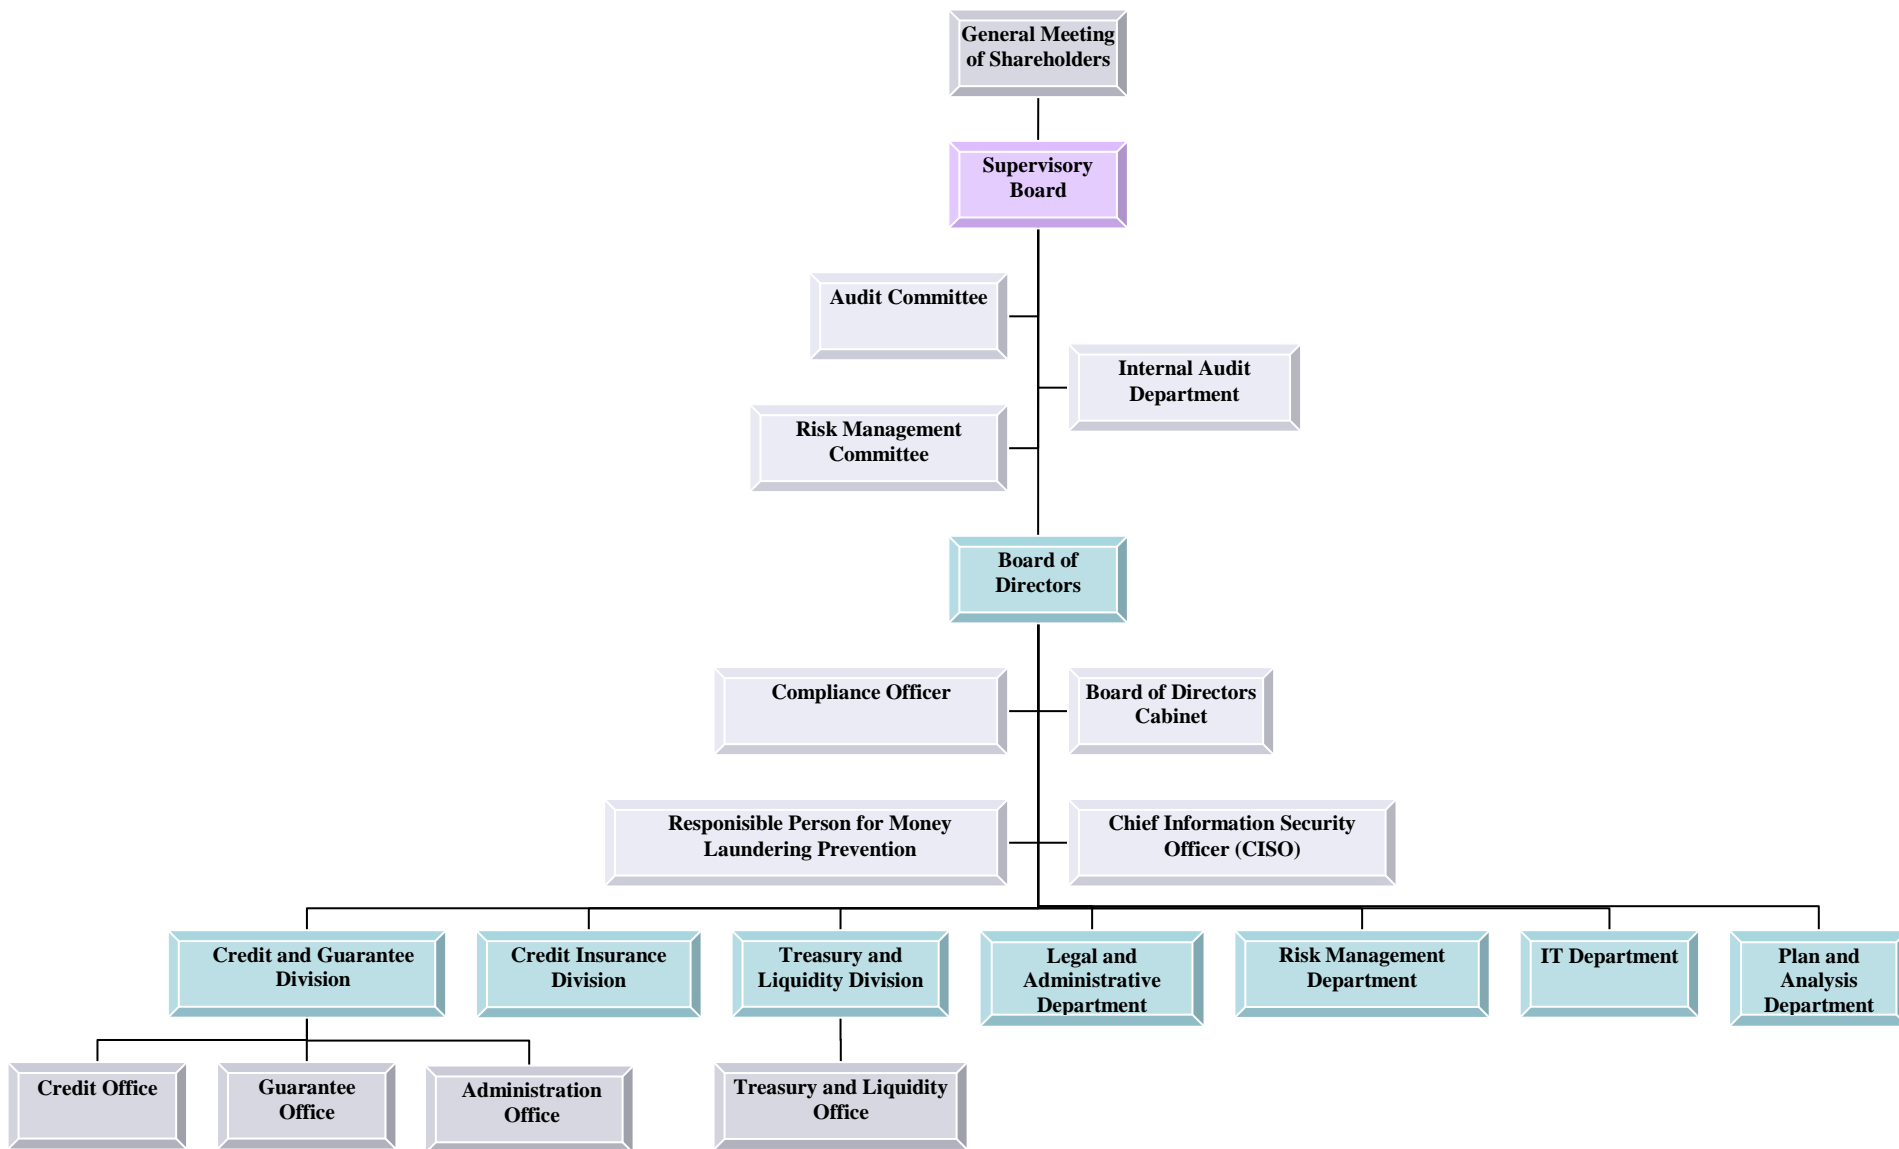 General Meeting
of Shareholders
Supervisory
Board
Audit Committee
Internal Audit
Department
Risk Management
Committee
Board of
Directors
Compliance Officer
Board of Directors
Cabinet
Responisible Person for Money
Laundering Prevention
Chief Information Security
Officer (CISO)
Credit and Guarantee
Division
Credit Insurance
Division
Treasury and
Liquidity Division
Legal and
Administrative
Department
Risk Management
Department
IT Department
Plan and
Analysis
Department
Credit Office
Guarantee
Office
Administration
Office
Treasury and Liquidity
Office